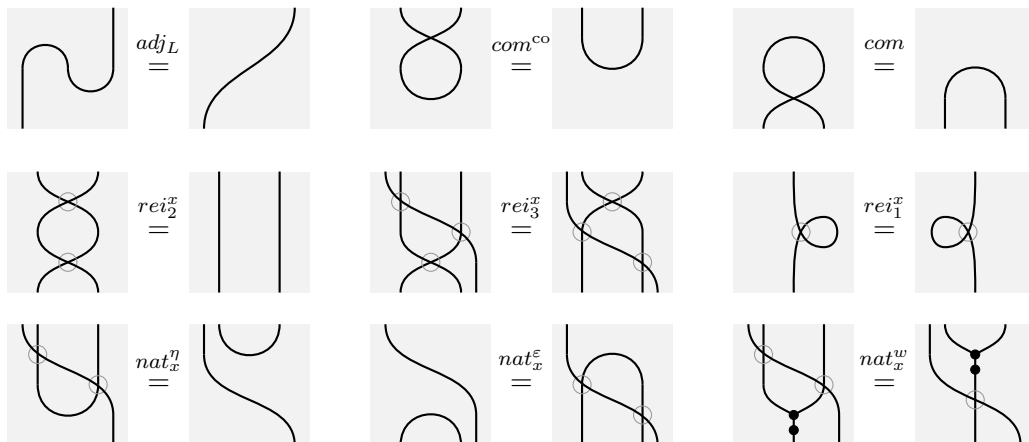 adj_L = com^co = com =
rei_2^x = rei_3^x = rei_1^x =
nat_x^η = nat_x^ε = nat_x^w =